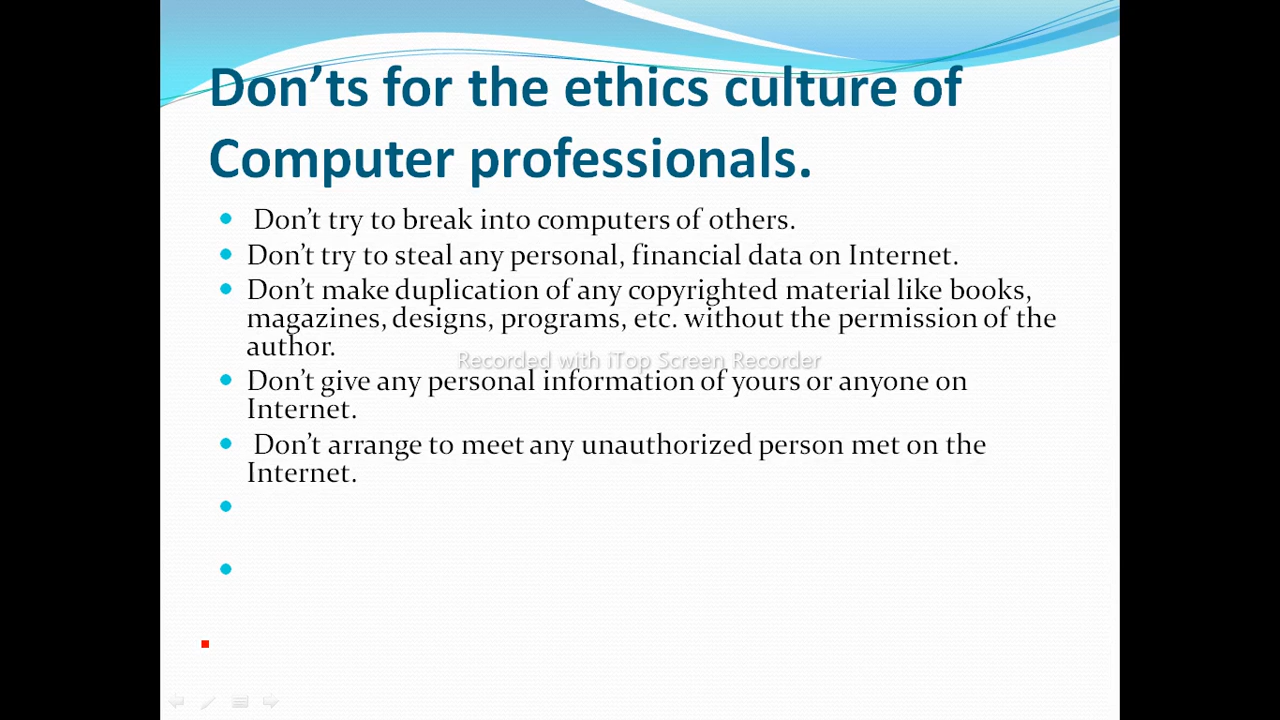 Don’ts for the ethics culture of
Computer professionals.
Don’t try to break into computers of others.
Don’t try to steal any personal, financial data on Internet.
Don’t make duplication of any copyrighted material like books,
magazines, designs, programs, etc. without the permission of the
author.
Recorded with iTop Screen Recorder
Don’t give any personal information of yours or anyone on
Internet.
Don’t arrange to meet any unauthorized person met on the
Internet.